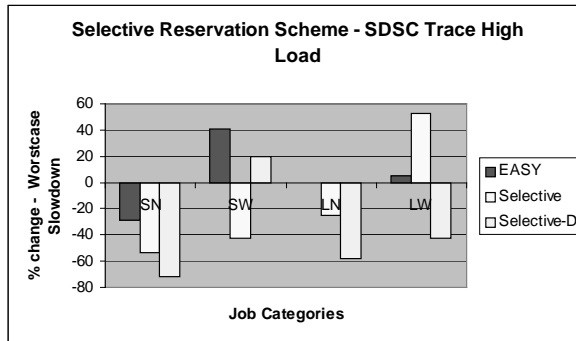 Selective Reservation Scheme - SDSC Trace High
Load
% change - Worstcase
Slowdown
60
40
20
0
-20
-40
-60
-80
SN
SW
LN
LW
Job Categories
EASY
Selective
Selective-D